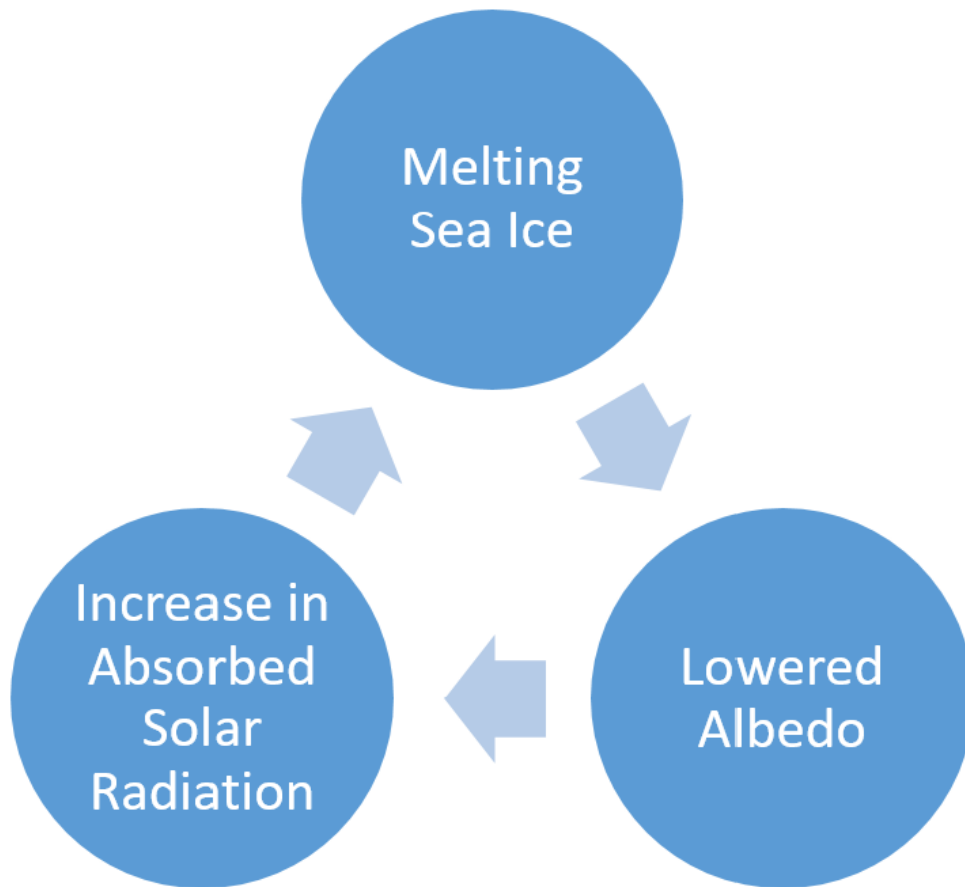 Melting
Sea Ice
Lowered
Albedo
Increase in
Absorbed
Solar
Radiation